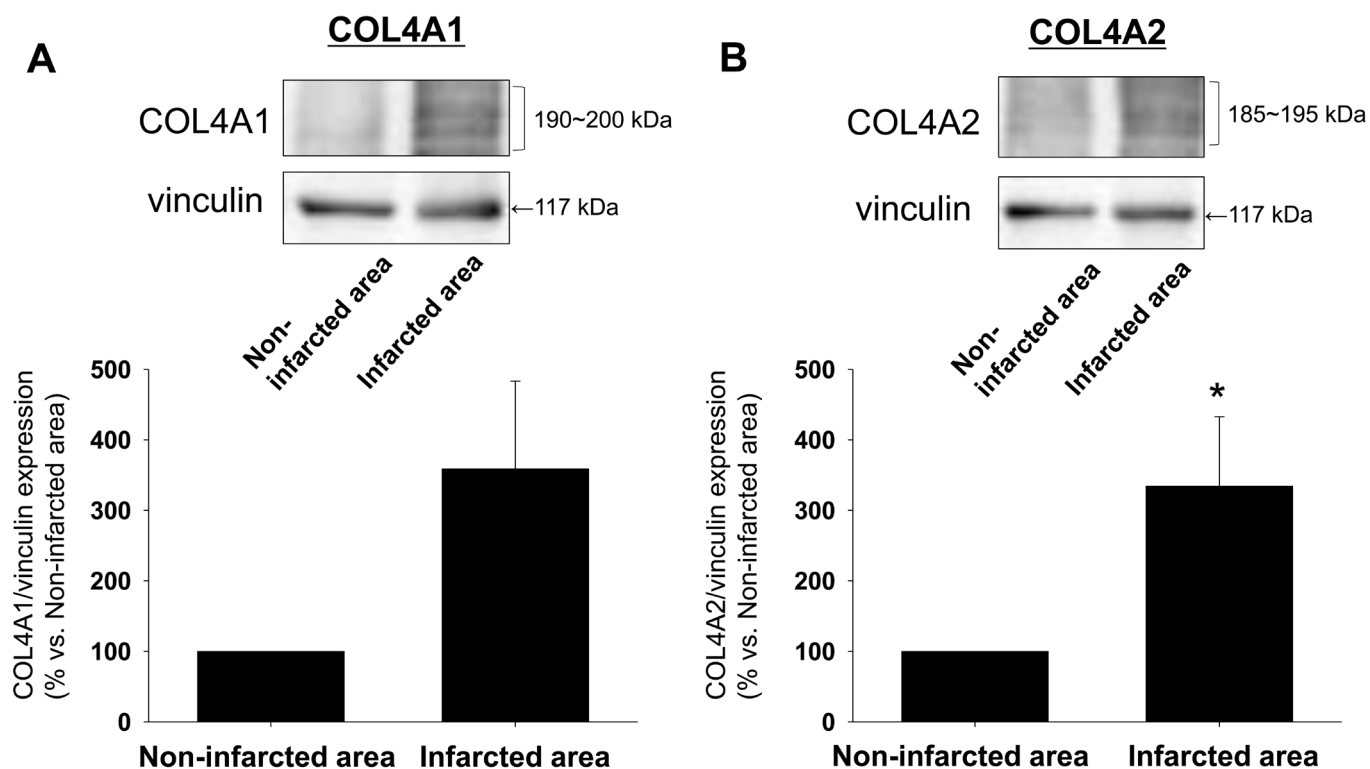 A
COL4A1
COL4A1
190~200 kDa
vinculin
←117 kDa
Non-
infarcted area
Infarcted area
COL4A1/vinculin expression
(% vs. Non-infarcted area)
500
400
300
200
100
0
Non-infarcted area
Infarcted area
B
COL4A2
COL4A2
185~195 kDa
vinculin
←117 kDa
Non-
infarcted area
Infarcted area
COL4A2/vinculin expression
(% vs. Non-infarcted area)
500
400
300
200
100
0
*
Non-infarcted area
Infarcted area